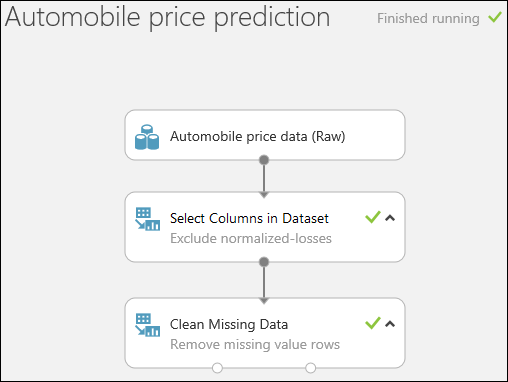 Automobile price prediction
Finished running
Automobile price data (Raw)
Select Columns in Dataset
Exclude normalized-losses
Clean Missing Data
Remove missing value rows